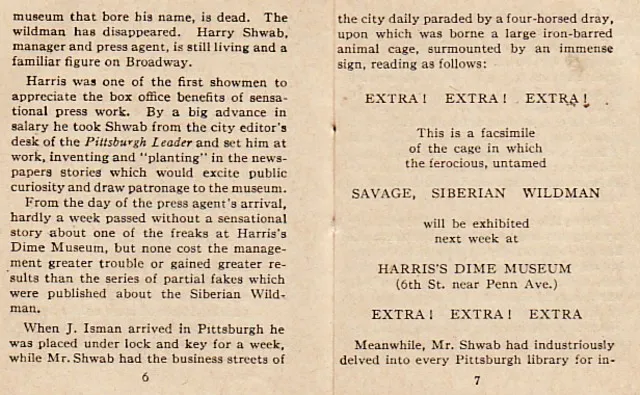 museum that bore his name, is dead. The
wildman has disappeared. Harry Shwab,
manager and press agent, is still living and a
familiar figure on Broadway.
Harris was one of the first showmen to
appreciate the box office benefits of sensa-
tional press work. By a big advance in
salary he took Shwab from the city editor's
desk of the Pittsburgh Leader and set him at
work, inventing and "planting" in the news-
papers stories which would excite public
curiosity and draw patronage to the museum.
From the day of the press agent's arrival,
hardly a week passed without a sensational
story about one of the freaks at Harris's
Dime Museum, but none cost the manage-
ment greater trouble or gained greater re-
sults than the series of partial fakes which
were published about the Siberian Wild-
man.
When J. Isman arrived in Pittsburgh he
was placed under lock and key for a week,
while Mr. Shwab had the business streets of
6
the city daily paraded by a four-horsed dray,
upon which was borne a large iron-barred
animal cage, surmounted by an immense
sign, reading as follows:
EXTRA! EXTRA! EXTRA!
This is a facsimile
of the cage in which
the ferocious, untamed
SAVAGE, SIBERIAN WILDMAN
will be exhibited
next week at
HARRIS'S DIME MUSEUM
(6th St. near Penn Ave.)
EXTRA! EXTRA! EXTRA
Meanwhile, Mr. Shwab had industriously
delved into every Pittsburgh library for in-
7